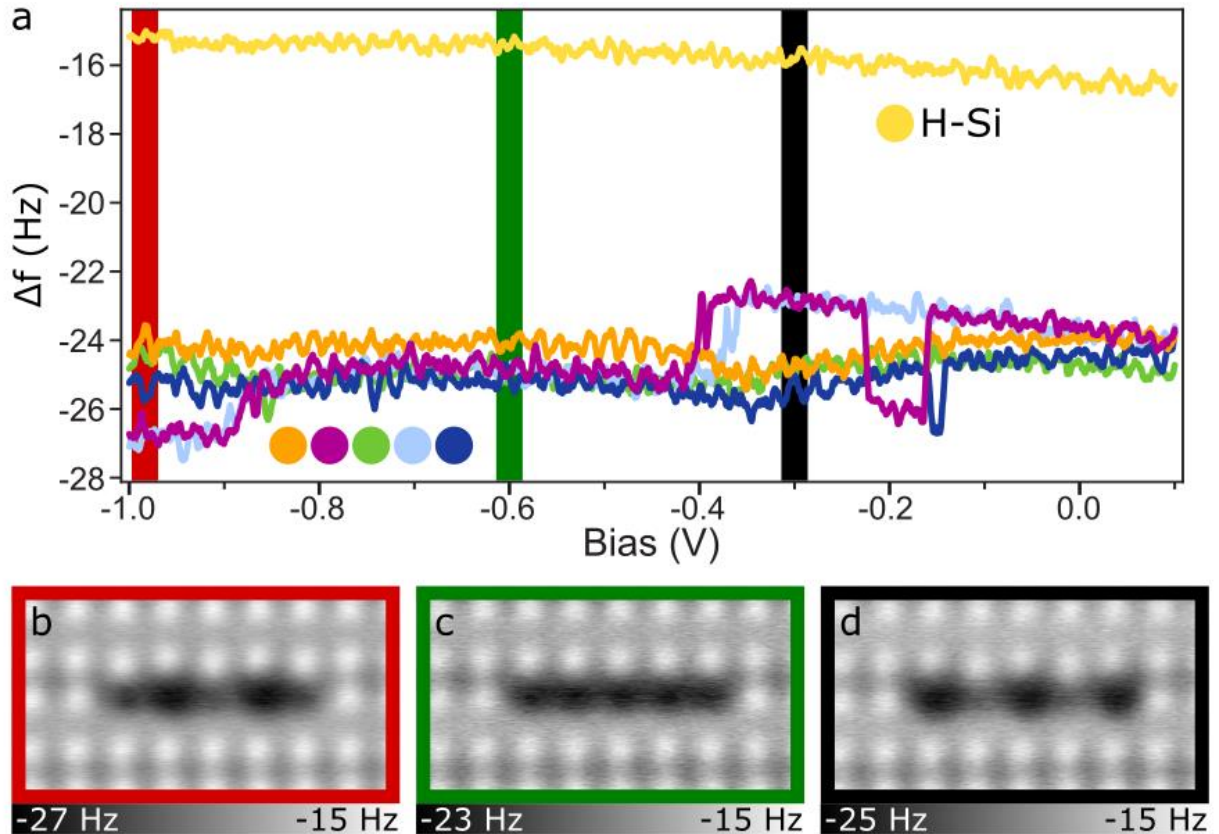 a
Δf (Hz)
-16
-18
-20
-22
-24
-26
-28
H-Si
-1.0 -0.8 -0.6 -0.4 -0.2 0.0
Bias (V)
b c d
-27 Hz -15 Hz -23 Hz -15 Hz -25 Hz -15 Hz